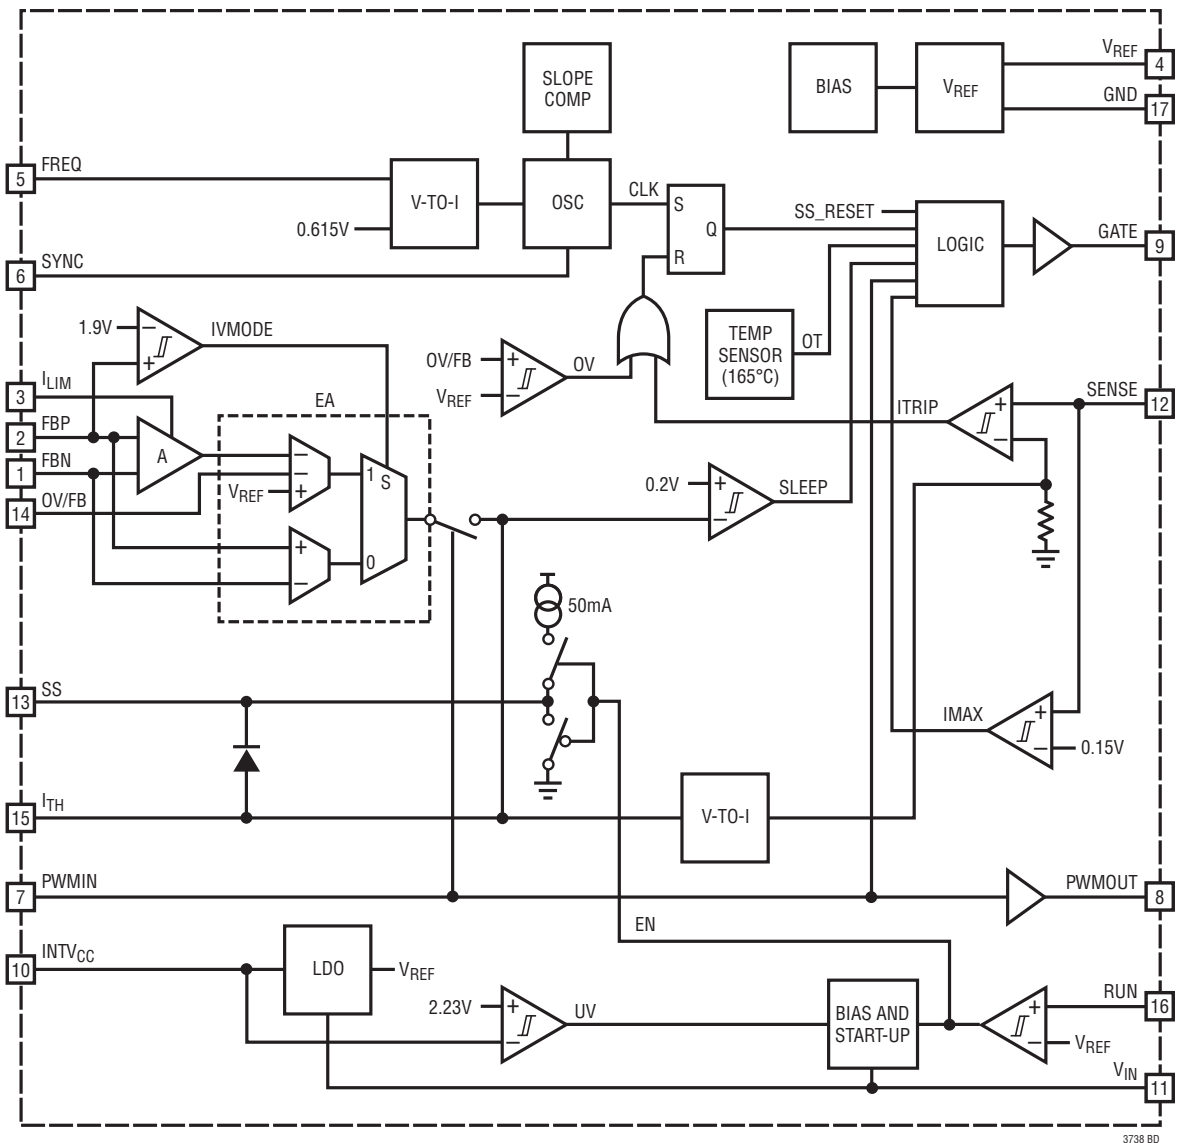 SLOPE
COMP
BIAS
VREF
VREF
4
GND
17
5
FREQ
V-TO-I
OSC
CLK
S
Q
R
0.615V
SS_RESET
LOGIC
GATE
9
6
SYNC
1.9V
−
+
IVMODE
TEMP
SENSOR
(165°C)
OT
OV/FB
+
VREF
−
OV
3
ILIM
2
FBP
1
FBN
14
OV/FB
A
EA
−
−
VREF
+
1
S
0
+
−
ITRIP
+
−
SENSE
12
0.2V
+
−
SLEEP
50mA
13
SS
IMAX
+
−
0.15V
15
ITH
V-TO-I
7
PWMIN
PWMOUT
8
EN
10
INTVCC
LDO
VREF
2.23V
+
−
UV
BIAS AND
START-UP
+
−
RUN
16
VREF
VIN
11
3738 BD